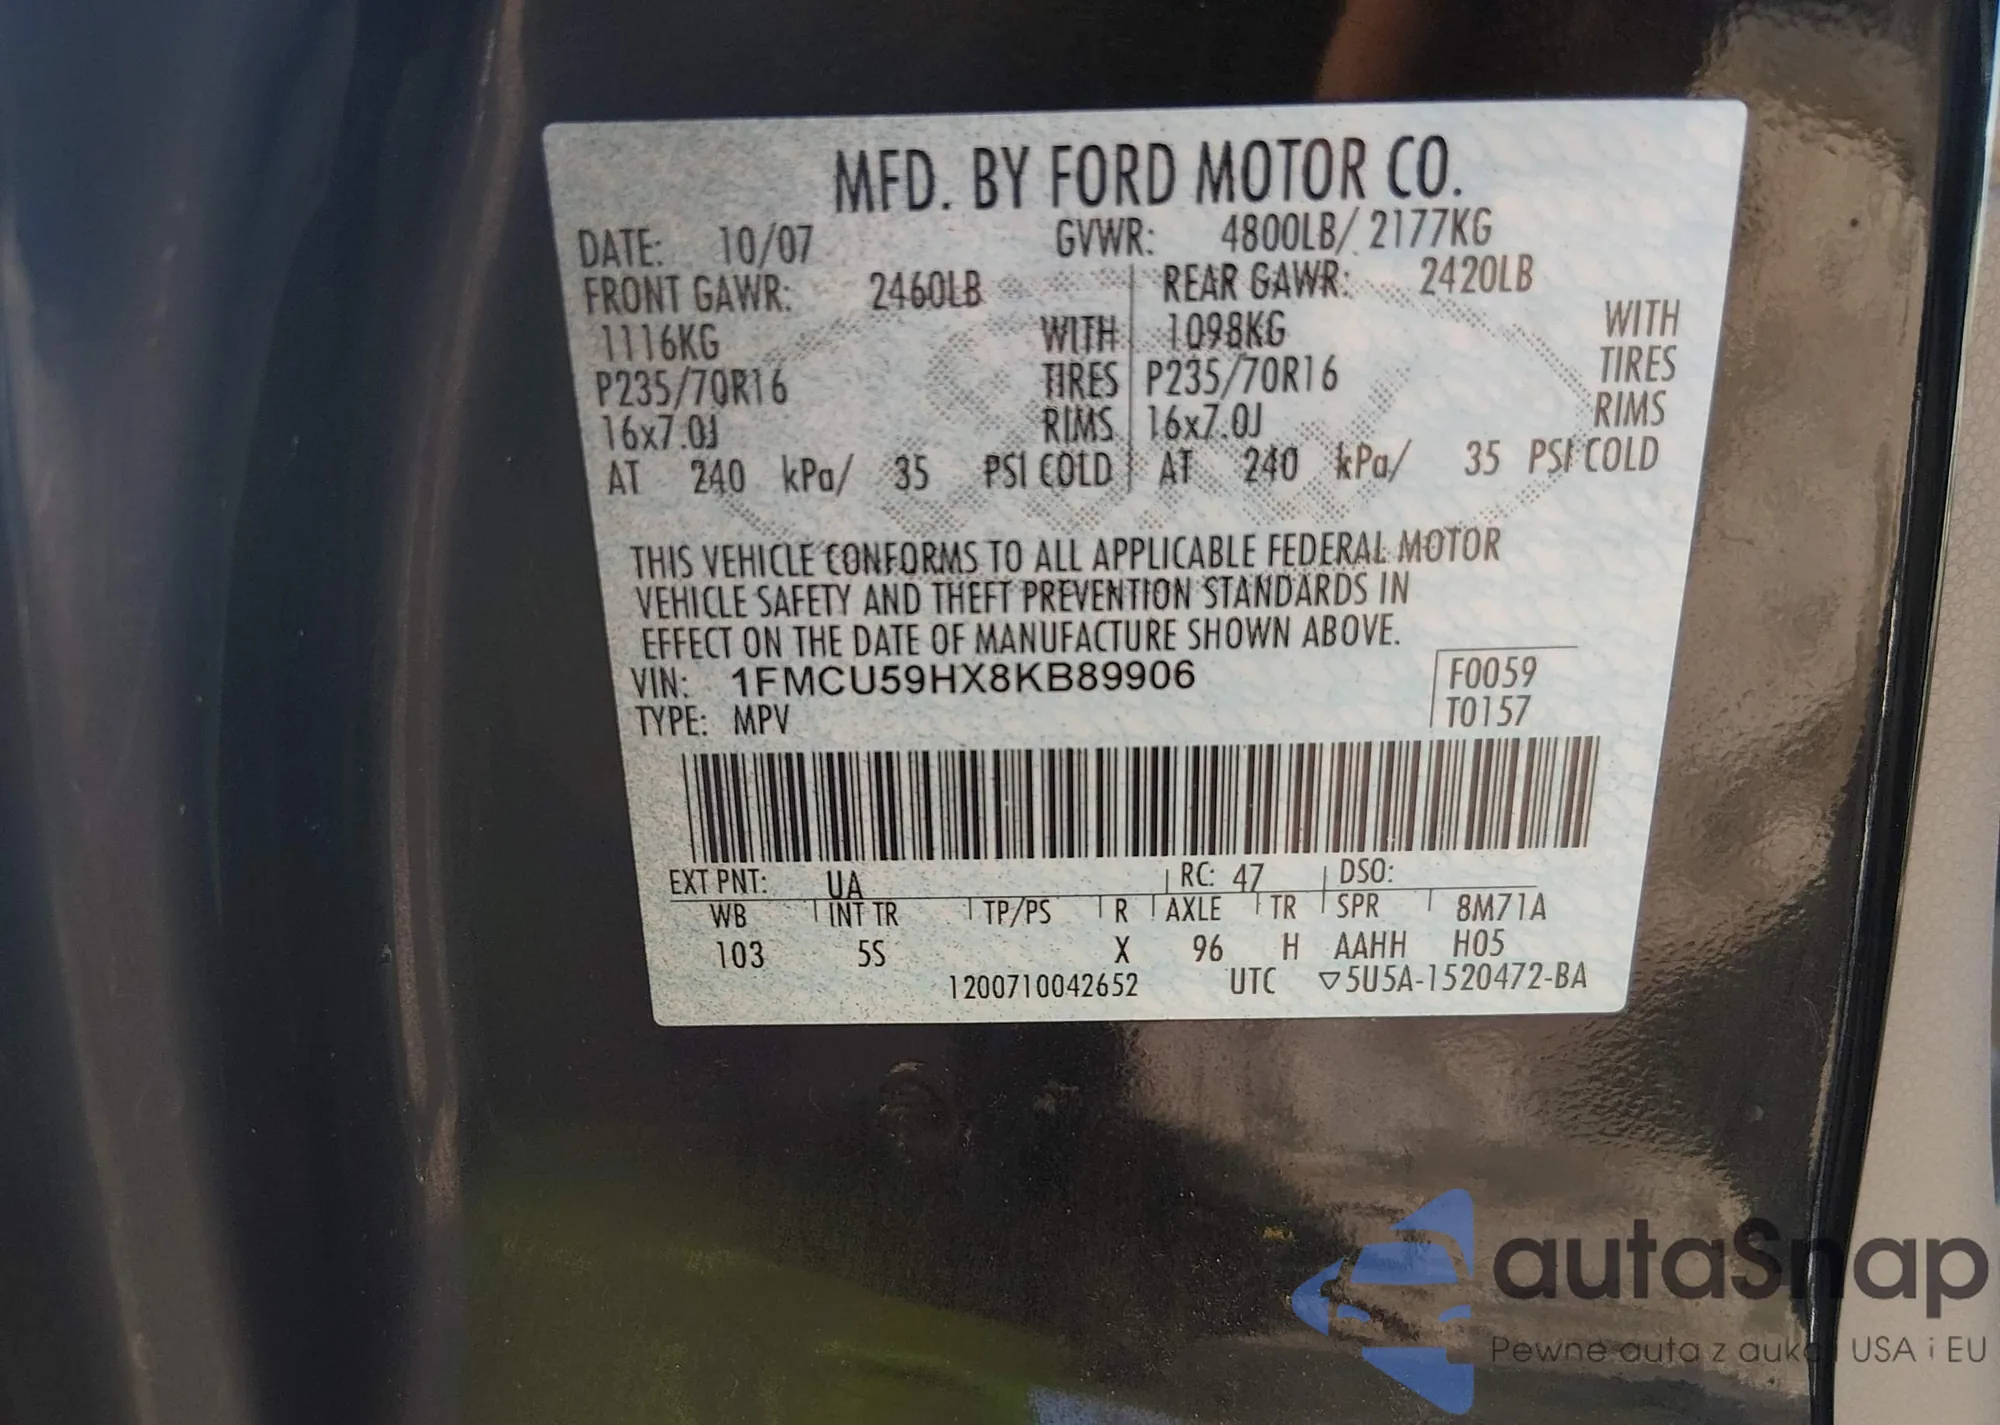 MFD. BY FORD MOTOR CO.
DATE: 10/07 GVWR: 4800LB/ 2177KG
FRONT GAWR: 2460LB REAR GAWR: 2420LB
1116KG WITH 1098KG WITH
P235/70R16 TIRES P235/70R16 TIRES
16x7.0J RIMS 16x7.0J RIMS
AT 240 kPa/ 35 PSI COLD AT 240 kPa/ 35 PSI COLD
THIS VEHICLE CONFORMS TO ALL APPLICABLE FEDERAL MOTOR
VEHICLE SAFETY AND THEFT PREVENTION STANDARDS IN
EFFECT ON THE DATE OF MANUFACTURE SHOWN ABOVE.
VIN: 1FMCU59HX8KB89906 F0059
TYPE: MPV T0157
EXT PNT: UA RC: 47 DSO:
WB INT TR TP/PS R AXLE TR SPR 8M71A
103 5S X 96 H AAHH H05
1200710042652 UTC ▽5U5A-1520472-BA
autaSnap
Pewne auta z aukcji USA i EU